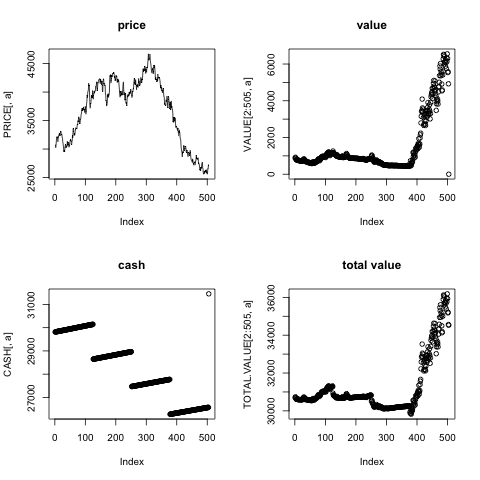 price
PRICE[, a]
25000 35000 45000
0 100 200 300 400 500
Index
value
VALUE[2:505, a]
0 2000 4000 6000
0 100 200 300 400 500
Index
cash
CASH[, a]
27000 29000 31000
0 100 200 300 400 500
Index
total value
TOTAL.VALUE[2:505, a]
30000 32000 34000 36000
0 100 200 300 400 500
Index